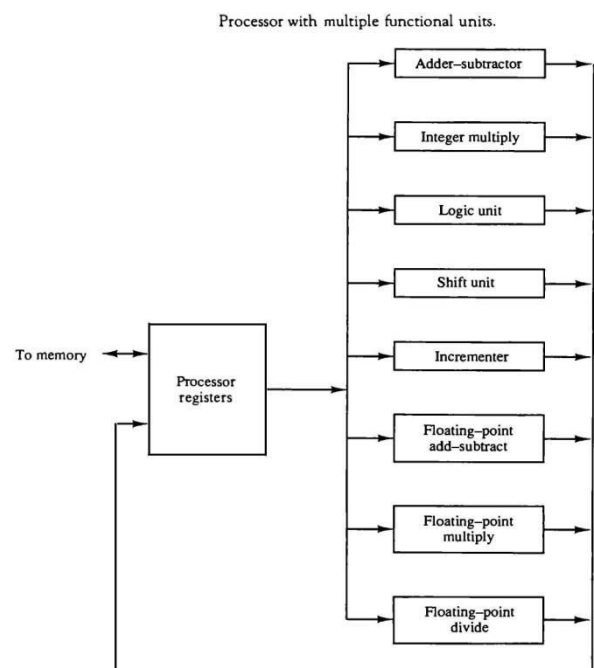 Processor with multiple functional units.
Adder–subtractor
Integer multiply
Logic unit
Shift unit
To memory
Processor
registers
Incrementer
Floating–point
add–subtract
Floating–point
multiply
Floating–point
divide